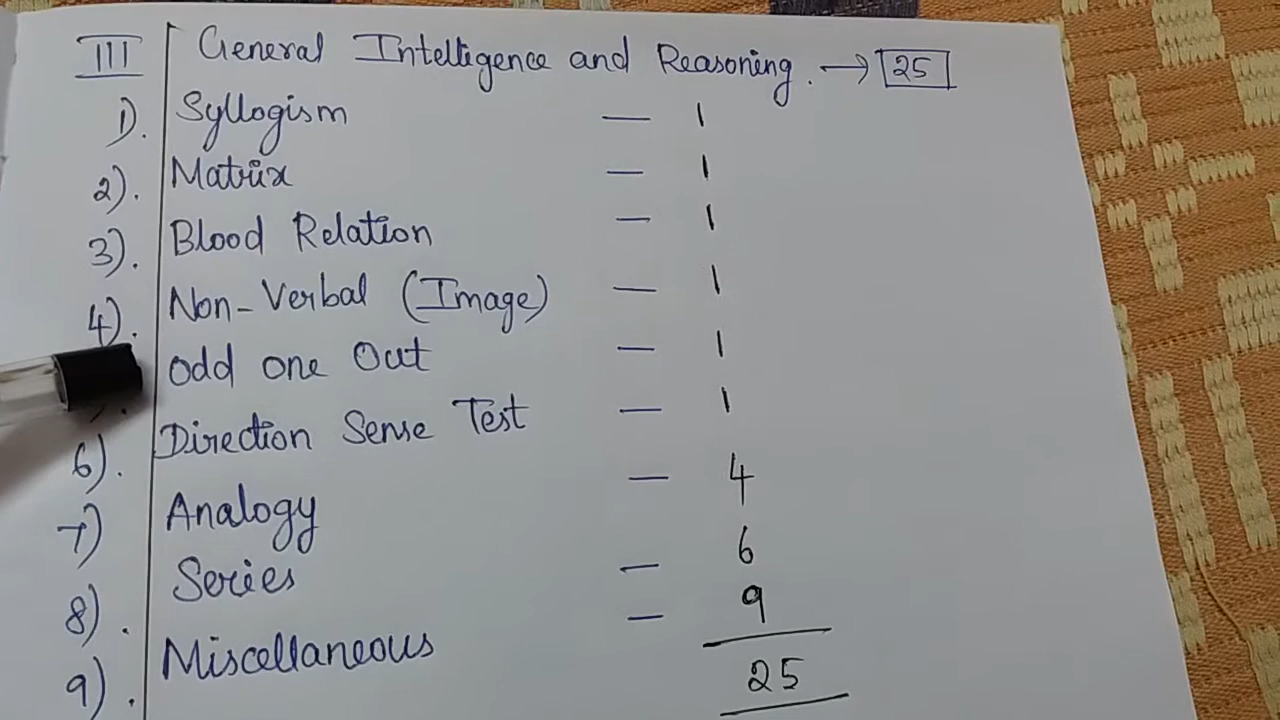 III General Intelligence and Reasoning. → 25
1). Syllogism — 1
2). Matrix — 1
3). Blood Relation — 1
4). Non-Verbal (Image) — 1
Odd one Out — 1
6). Direction Sense Test — 1
7) Analogy — 4
8). Series — 6
9). Miscellaneous — 9
25